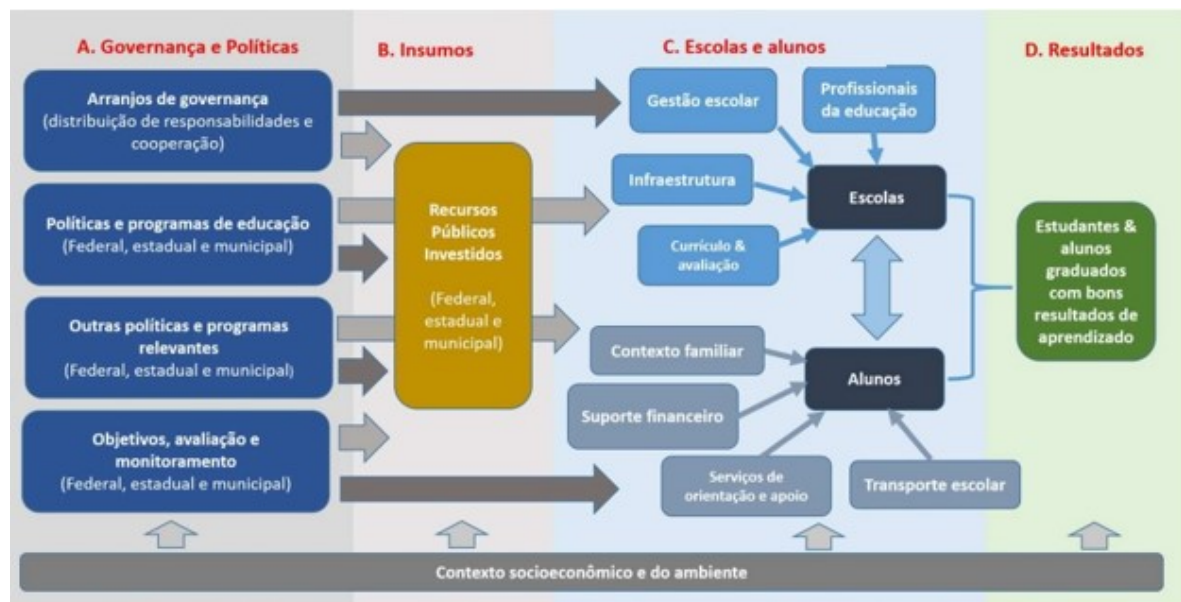 A. Governança e Políticas
Arranjos de governança
(distribuição de responsabilidades e
cooperação)
Políticas e programas de educação
(Federal, estadual e municipal)
Outras políticas e programas
relevantes
(Federal, estadual e municipal)
Objetivos, avaliação e
monitoramento
(Federal, estadual e municipal)
B. Insumos
Recursos
Públicos
Investidos
(Federal,
estadual e
municipal)
C. Escolas e alunos
Gestão escolar
Profissionais
da educação
Infraestrutura
Escolas
Currículo &
avaliação
Contexto familiar
Alunos
Suporte financeiro
Serviços de
orientação e apoio
Transporte escolar
D. Resultados
Estudantes &
alunos
graduados
com bons
resultados de
aprendizado
Contexto socioeconômico e do ambiente